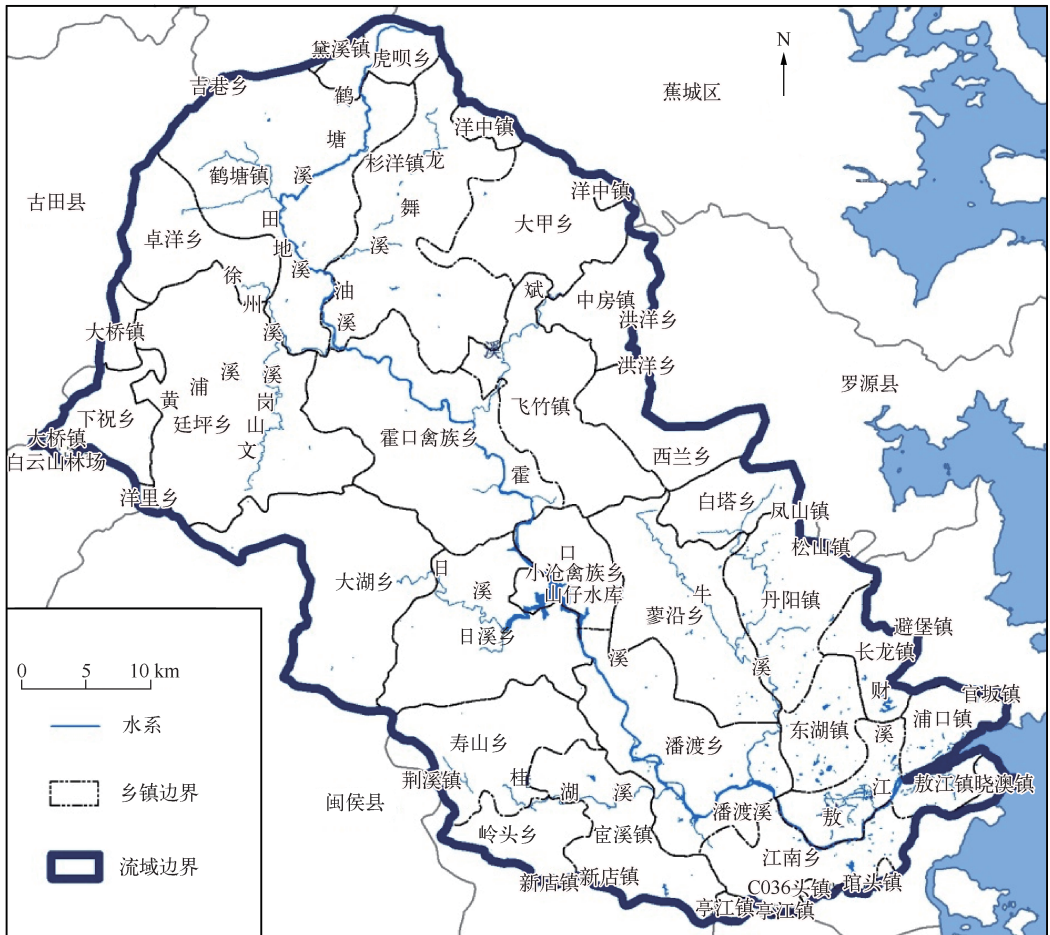 黛溪镇
虎呗乡
N
吉巷乡
鹤
蕉城区
塘
洋中镇
杉洋镇
龙
鹤塘镇
溪
洋中镇
古田县
舞
田
大甲乡
卓洋乡
地
溪
溪
徐
油
斌
中房镇
州
洪洋乡
大桥镇
溪
溪
溪
洪洋乡
溪
溪
浦
罗源县
黄
岗
飞竹镇
下祝乡
廷坪乡
山
霍口禽族乡
大桥镇
文
西兰乡
白云山林场
霍
洋里乡
白塔乡
凤山镇
松山镇
口
日
小沧禽族乡
大湖乡
溪
山仔水库
牛
丹阳镇
蓼沿乡
避堡镇
日溪乡
长龙镇
溪
溪
0 5 10 km
财
官坂镇
水系
东湖镇
溪
浦口镇
寿山乡
潘渡乡
荆溪镇
桂
江
敖江镇
晓澳镇
乡镇边界
湖
溪
闽侯县
潘渡溪
敖
岭头乡
宦溪镇
江南乡
流域边界
新店镇
新店镇
C036头镇
琯头镇
亭江镇
亭江镇